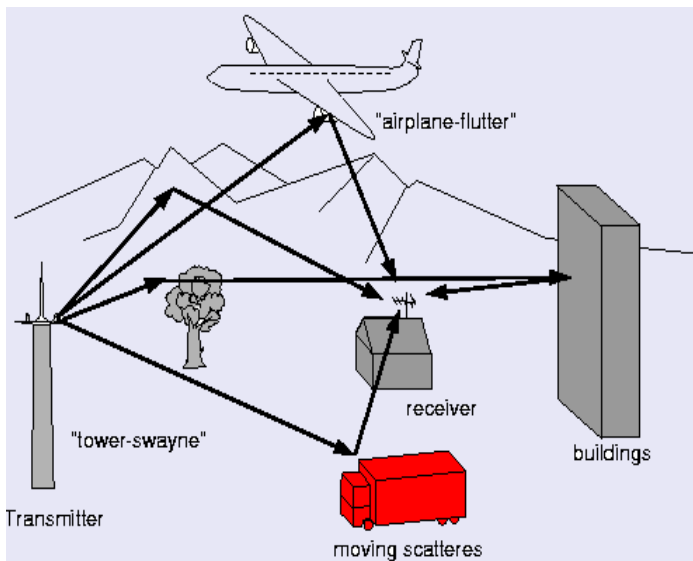 "airplane-flutter"
receiver
"tower-swayne"
buildings
Transmitter
moving scatteres